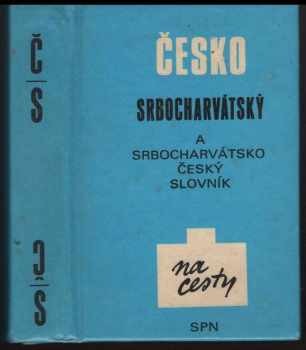 Č
S
S
Č
ČESKO
SRBOCHARVÁTSKÝ
A
SRBOCHARVÁTSKO
ČESKÝ
SLOVNÍK
na
cesty
SPN